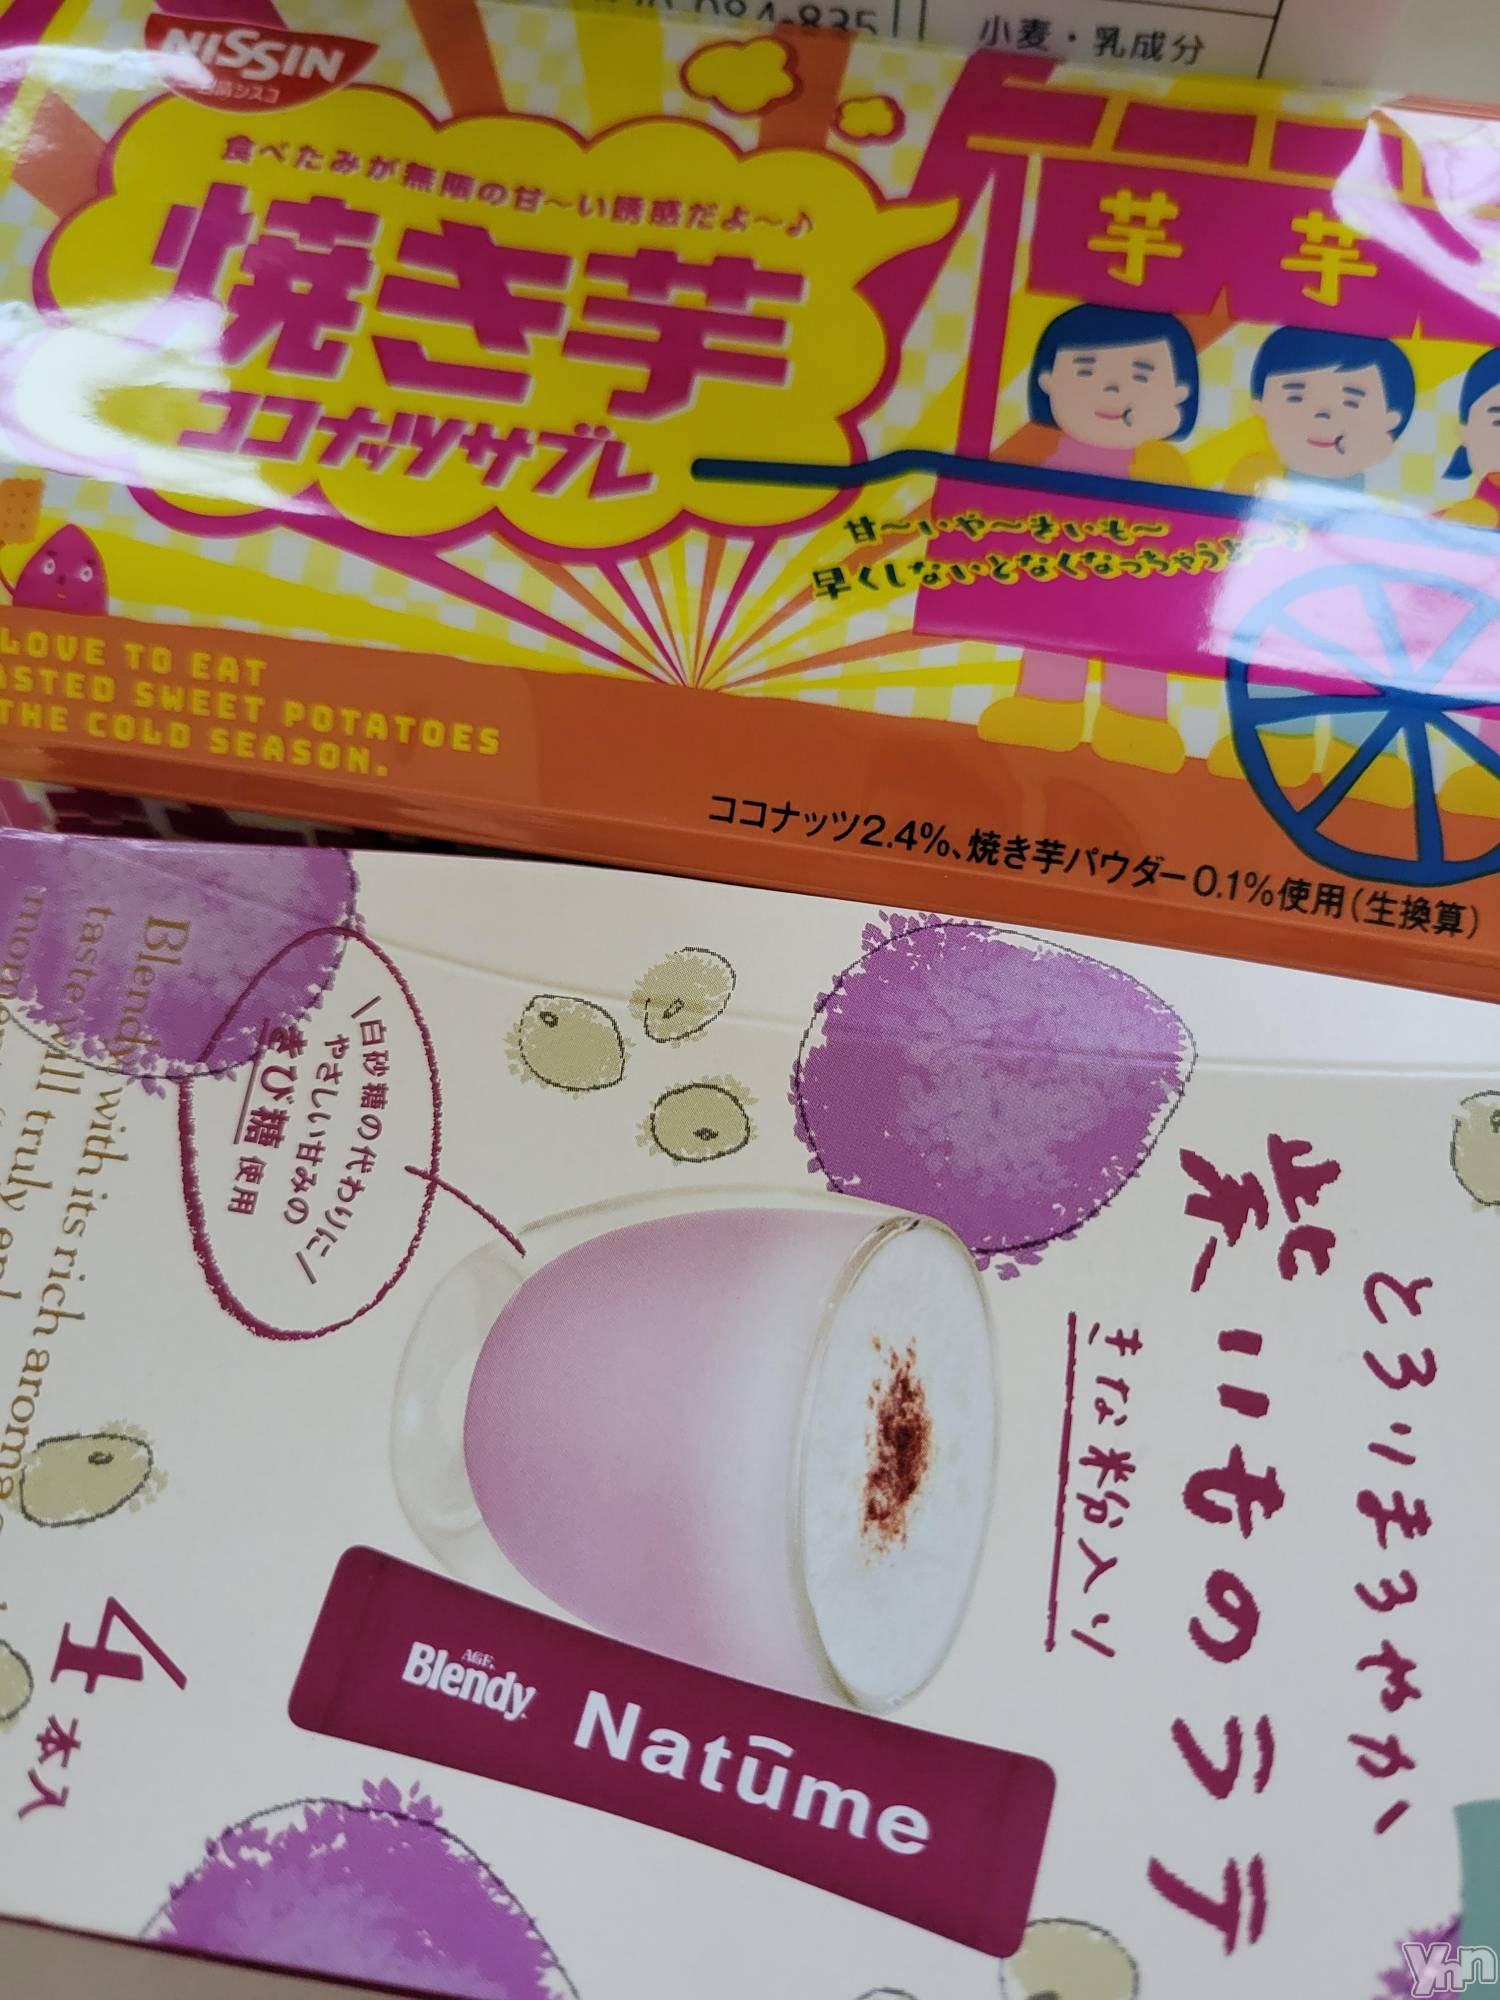 小麦・乳成分
NISSIN
日清シスコ
食べたみが無限の甘〜い誘惑だよ〜♪
焼き芋
ココナッツサブレ
芋 芋
甘〜いや〜きいも〜
早くしないとなくなっちゃうよ〜♪
LOVE TO EAT
ASTED SWEET POTATOES
THE COLD SEASON.
ココナッツ2.4%、焼き芋パウダー0.1%使用(生換算)
とろりまろやか
紫いものラテ
きな粉入り
\白砂糖の代わりに/
やさしい甘みの
きび糖使用
Blendy with its rich aroma
taste will truly
4本入
AGF
Blendy
Natūme